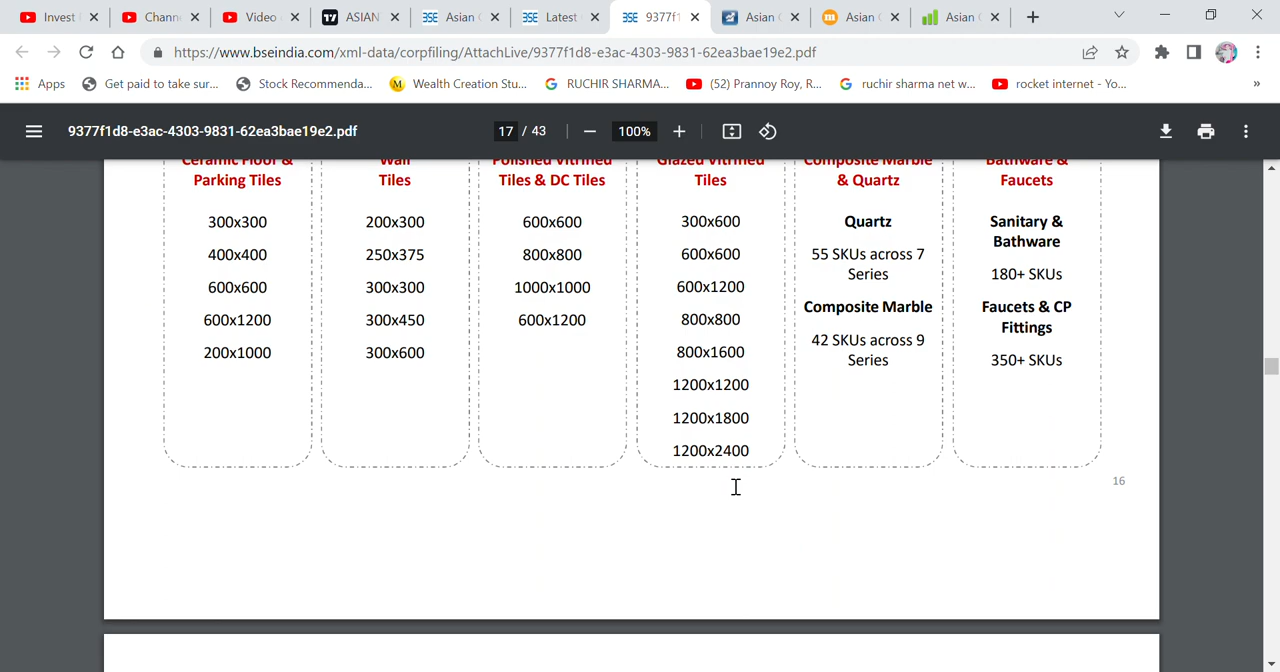 Invest
Chann
Video
ASIAN
Asian
Latest
9377f1
Asian
Asian
Asian
https://www.bseindia.com/xml-data/corpfiling/AttachLive/9377f1d8-e3ac-4303-9831-62ea3bae19e2.pdf
Apps
Get paid to take sur...
Stock Recommenda...
M
Wealth Creation Stu...
RUCHIR SHARMA...
(52) Prannoy Roy, R...
ruchir sharma net w...
rocket internet - Yo...
»
9377f1d8-e3ac-4303-9831-62ea3bae19e2.pdf
17 / 43
100%
Ceramic Floor &
Parking Tiles
300x300
400x400
600x600
600x1200
200x1000
Wall
Tiles
200x300
250x375
300x300
300x450
300x600
Polished Vitrified
Tiles & DC Tiles
600x600
800x800
1000x1000
600x1200
Glazed Vitrified
Tiles
300x600
600x600
600x1200
800x800
800x1600
1200x1200
1200x1800
1200x2400
Composite Marble
& Quartz
Quartz
55 SKUs across 7
Series
Composite Marble
42 SKUs across 9
Series
Bathware &
Faucets
Sanitary &
Bathware
180+ SKUs
Faucets & CP
Fittings
350+ SKUs
16